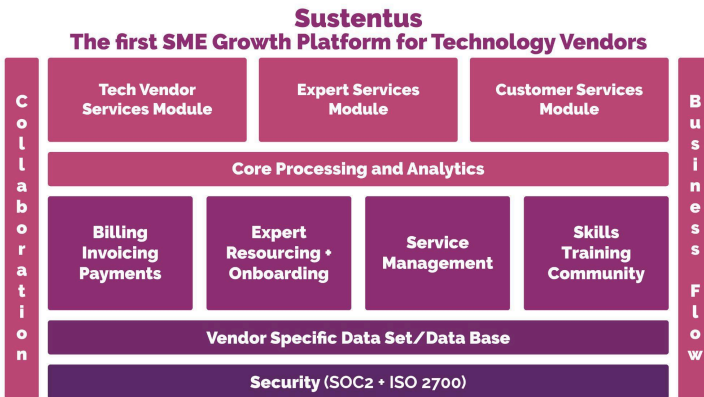 Sustentus
The first SME Growth Platform for Technology Vendors
Collaboration
Tech Vendor
Services Module
Expert Services
Module
Customer Services
Module
Business Flow
Core Processing and Analytics
Billing
Invoicing
Payments
Expert
Resourcing +
Onboarding
Service
Management
Skills
Training
Community
Vendor Specific Data Set/Data Base
Security (SOC2 + ISO 2700)